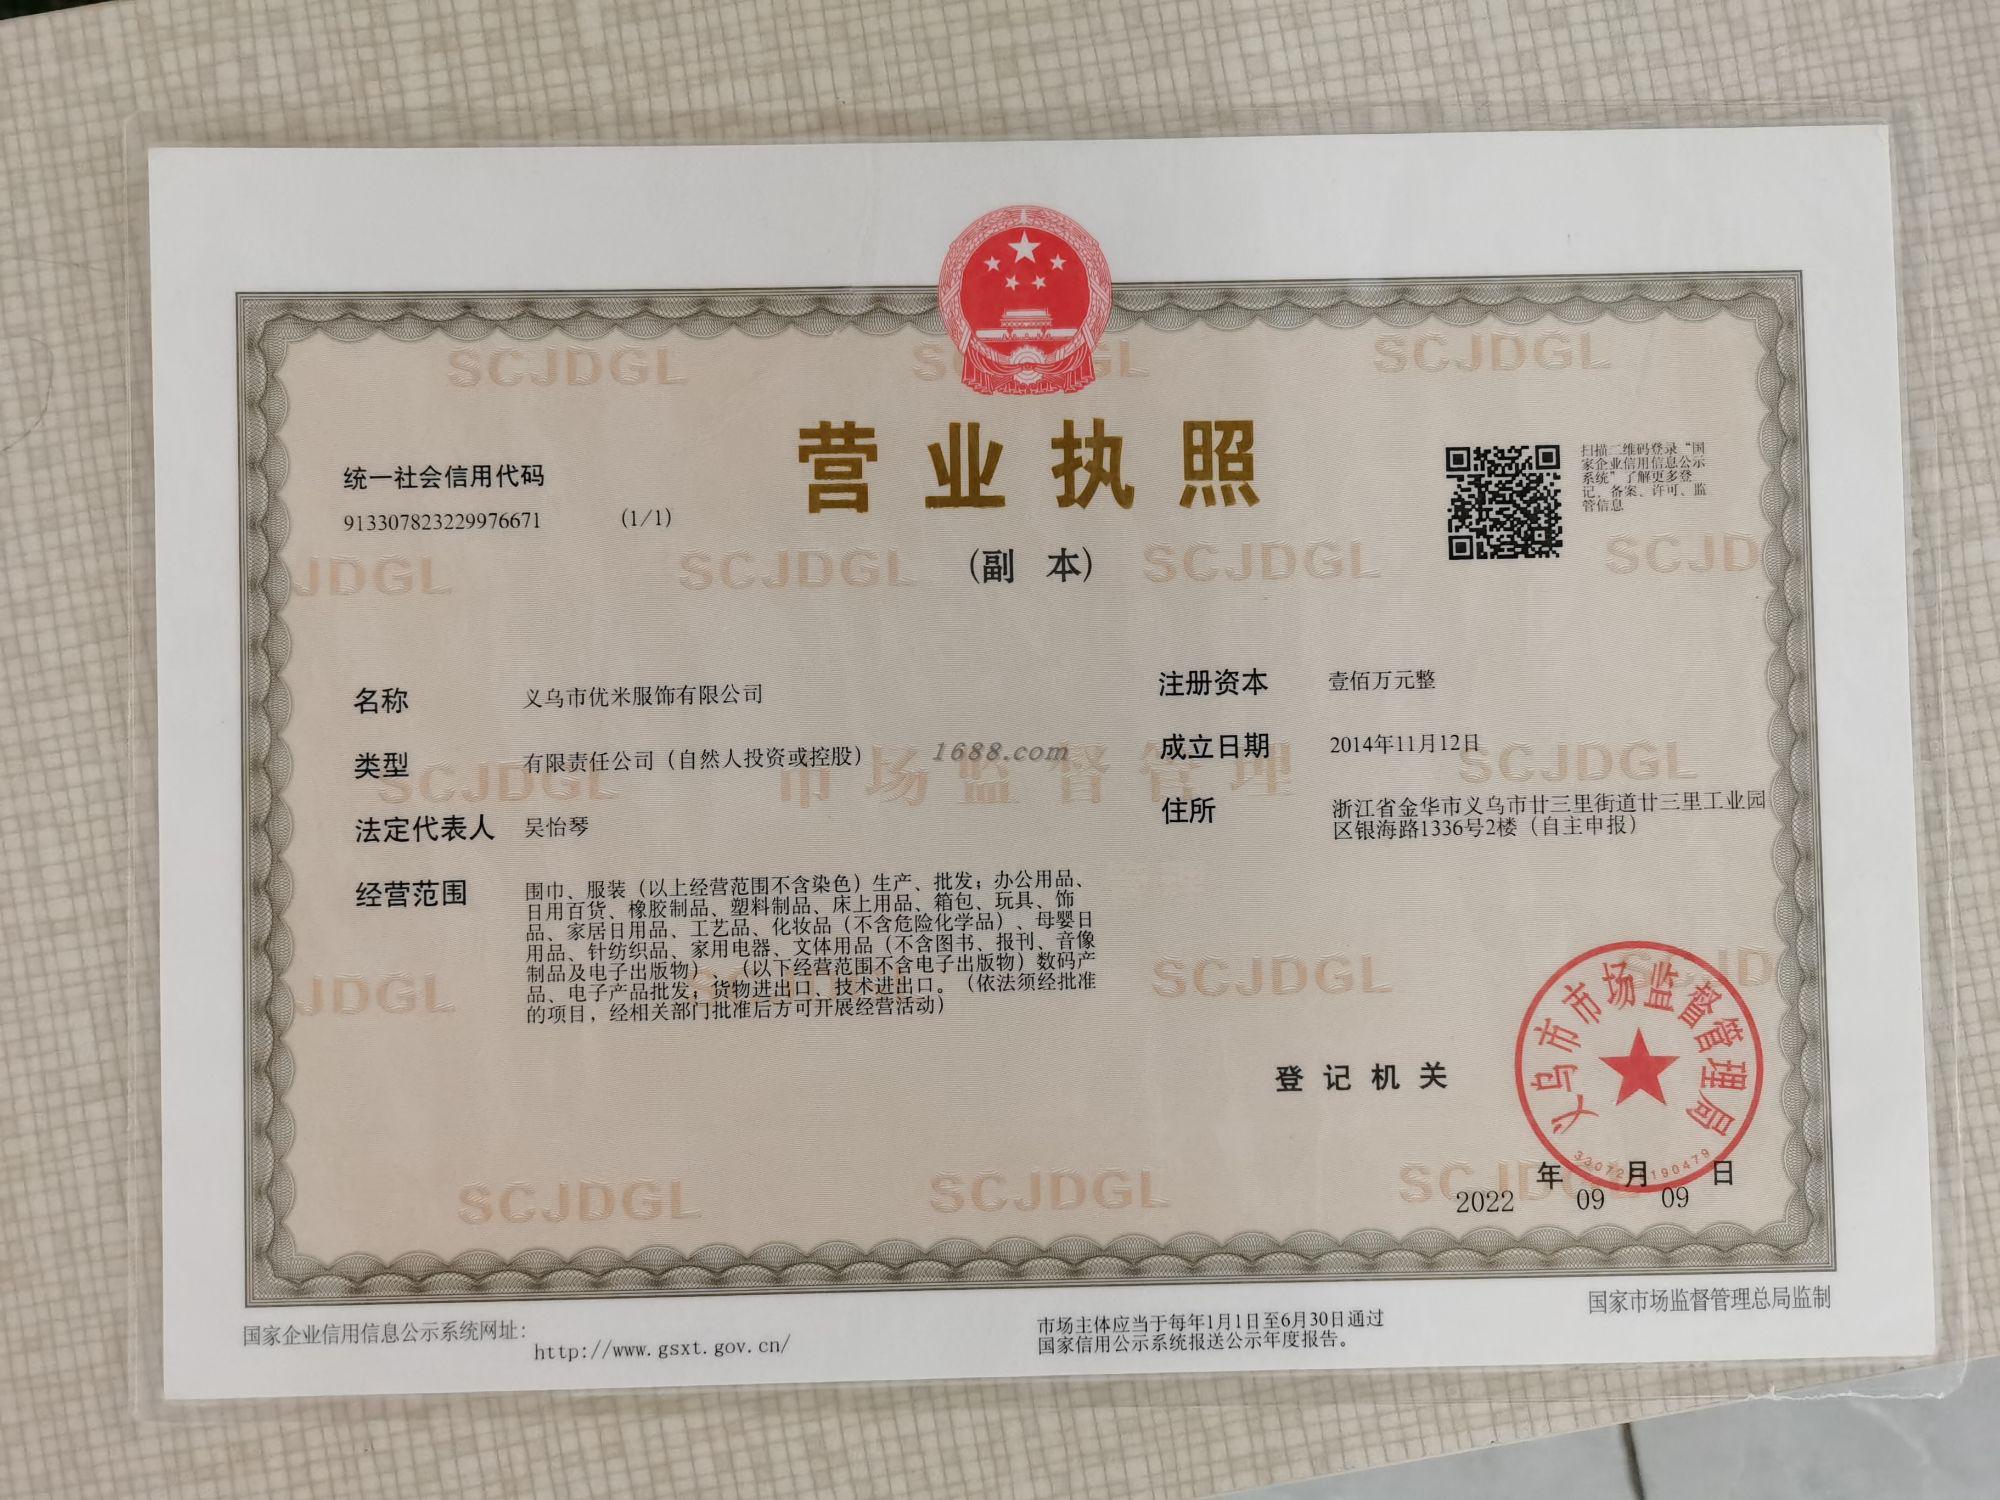 营业执照
(副 本)
统一社会信用代码
913307823229976671 (1/1)
扫描二维码登录“国
家企业信用信息公示
系统”了解更多登
记、备案、许可、监
管信息
名称 义乌市优米服饰有限公司
类型 有限责任公司（自然人投资或控股）
法定代表人 吴怡琴
经营范围 围巾、服装（以上经营范围不含染色）生产、批发；办公用品、
日用百货、橡胶制品、塑料制品、床上用品、箱包、玩具、饰
品、家居日用品、工艺品、化妆品（不含危险化学品）、母婴日
用品、针纺织品、家用电器、文体用品（不含图书、报刊、音像
制品及电子出版物）、（以下经营范围不含电子出版物）数码产
品、电子产品批发；货物进出口、技术进出口。（依法须经批准
的项目，经相关部门批准后方可开展经营活动）
注册资本 壹佰万元整
成立日期 2014年11月12日
住所 浙江省金华市义乌市廿三里街道廿三里工业园
区银海路1336号2楼（自主申报）
1688.com
市场监督管理
SCJDGL
登记机关
义乌市市场监督管理局
2022年09月09日
国家企业信用信息公示系统网址：
http://www.gsxt.gov.cn/
市场主体应当于每年1月1日至6月30日通过
国家信用公示系统报送公示年度报告。
国家市场监督管理总局监制